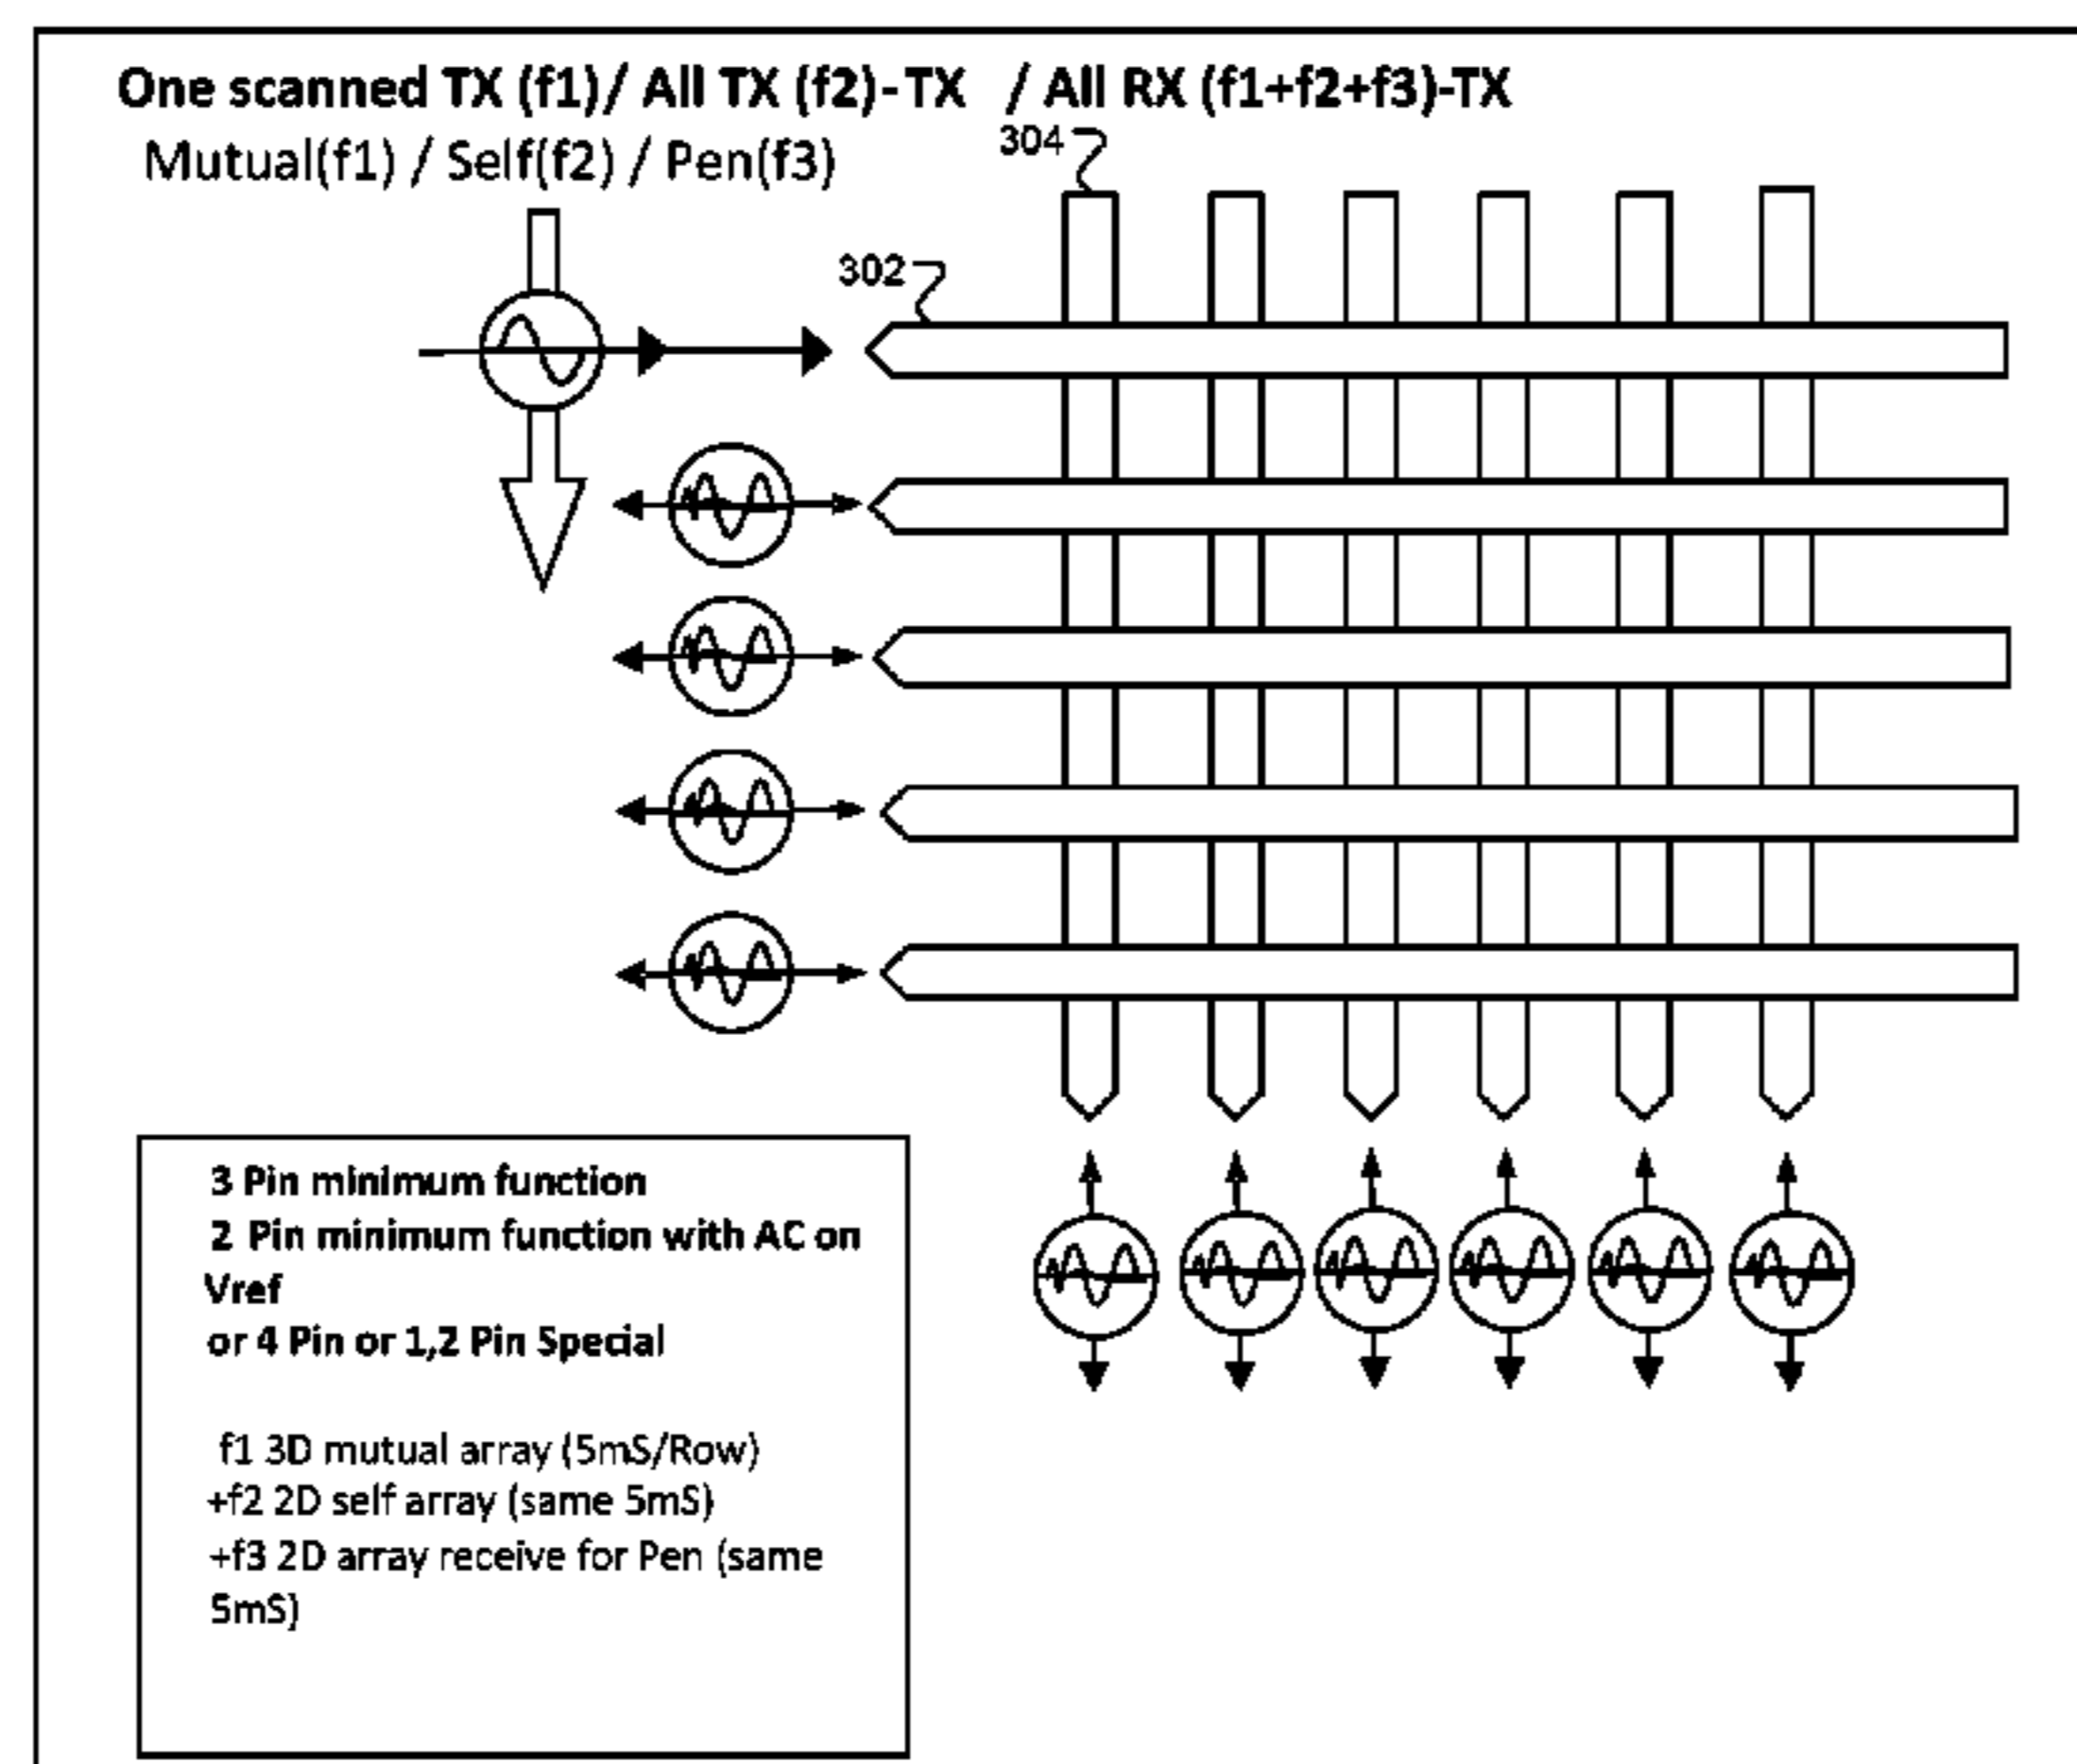 One scanned TX (f1)/ All TX (f2)-TX / All RX (f1+f2+f3)-TX
Mutual(f1) / Self(f2) / Pen(f3)
304
302
3 Pin minimum function
2 Pin minimum function with AC on
Vref
or 4 Pin or 1,2 Pin Special
f1 3D mutual array (5mS/Row)
+f2 2D self array (same 5mS)
+f3 2D array receive for Pen (same
5mS)